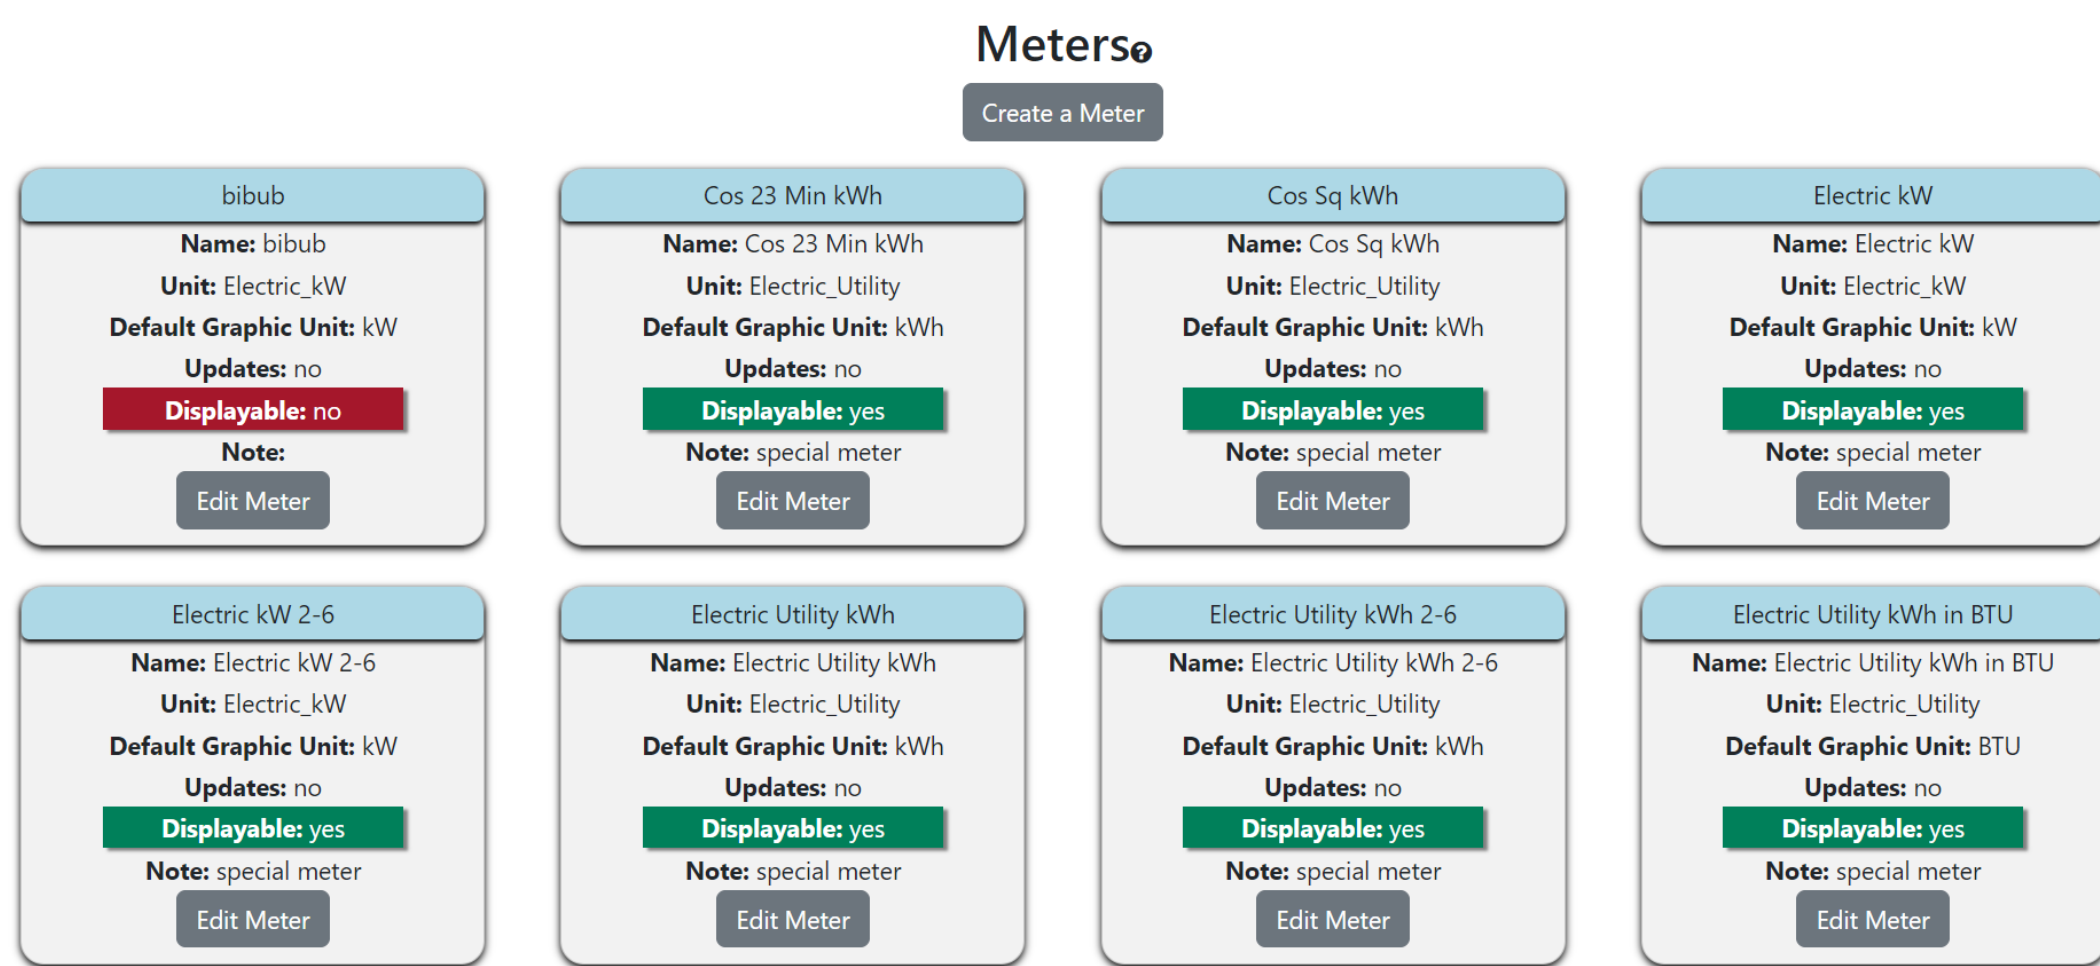 Meters
Create a Meter
bibub
Name: bibub
Unit: Electric_kW
Default Graphic Unit: kW
Updates: no
Displayable: no
Note:
Edit Meter
Cos 23 Min kWh
Name: Cos 23 Min kWh
Unit: Electric_Utility
Default Graphic Unit: kWh
Updates: no
Displayable: yes
Note: special meter
Edit Meter
Cos Sq kWh
Name: Cos Sq kWh
Unit: Electric_Utility
Default Graphic Unit: kWh
Updates: no
Displayable: yes
Note: special meter
Edit Meter
Electric kW
Name: Electric kW
Unit: Electric_kW
Default Graphic Unit: kW
Updates: no
Displayable: yes
Note: special meter
Edit Meter
Electric kW 2-6
Name: Electric kW 2-6
Unit: Electric_kW
Default Graphic Unit: kW
Updates: no
Displayable: yes
Note: special meter
Edit Meter
Electric Utility kWh
Name: Electric Utility kWh
Unit: Electric_Utility
Default Graphic Unit: kWh
Updates: no
Displayable: yes
Note: special meter
Edit Meter
Electric Utility kWh 2-6
Name: Electric Utility kWh 2-6
Unit: Electric_Utility
Default Graphic Unit: kWh
Updates: no
Displayable: yes
Note: special meter
Edit Meter
Electric Utility kWh in BTU
Name: Electric Utility kWh in BTU
Unit: Electric_Utility
Default Graphic Unit: BTU
Updates: no
Displayable: yes
Note: special meter
Edit Meter